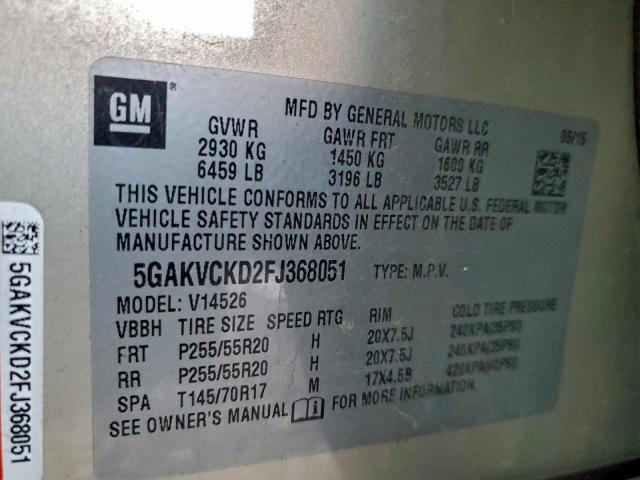 GM
MFD BY GENERAL MOTORS LLC
05/15
GVWR GAWR FRT GAWR RR
2930 KG 1450 KG 1600 KG
6459 LB 3196 LB 3527 LB
THIS VEHICLE CONFORMS TO ALL APPLICABLE U.S. FEDERAL MOTOR
VEHICLE SAFETY STANDARDS IN EFFECT ON THE DATE OF
MANUFACTURE SHOWN ABOVE.
5GAKVCKD2FJ368051 TYPE: M.P.V.
MODEL: V14526
VBBH TIRE SIZE SPEED RTG RIM COLD TIRE PRESSURE
FRT P255/55R20 H 20X7.5J 240KPA(35PSI)
RR P255/55R20 H 20X7.5J 240KPA(35PSI)
SPA T145/70R17 M 17X4.5B 420KPA(60PSI)
SEE OWNER'S MANUAL FOR MORE INFORMATION.
5GAKVCKD2FJ368051